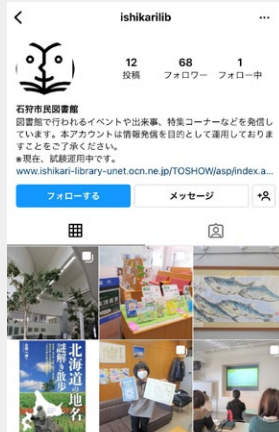 ishikarilib
12
68
1
投稿
フォロワー
フォロー中
石狩市民図書館
図書館で行われるイベントや出来事、特集コーナーなどを発信し
ています。本アカウントは情報発信を目的として運用しておりま
すことをご了承ください。
※現在、試験運用中です。
www.ishikari-library-unet.ocn.ne.jp/TOSHOW/asp/index.a...
フォローする
メッセージ
北海道の地名
謎解き散歩